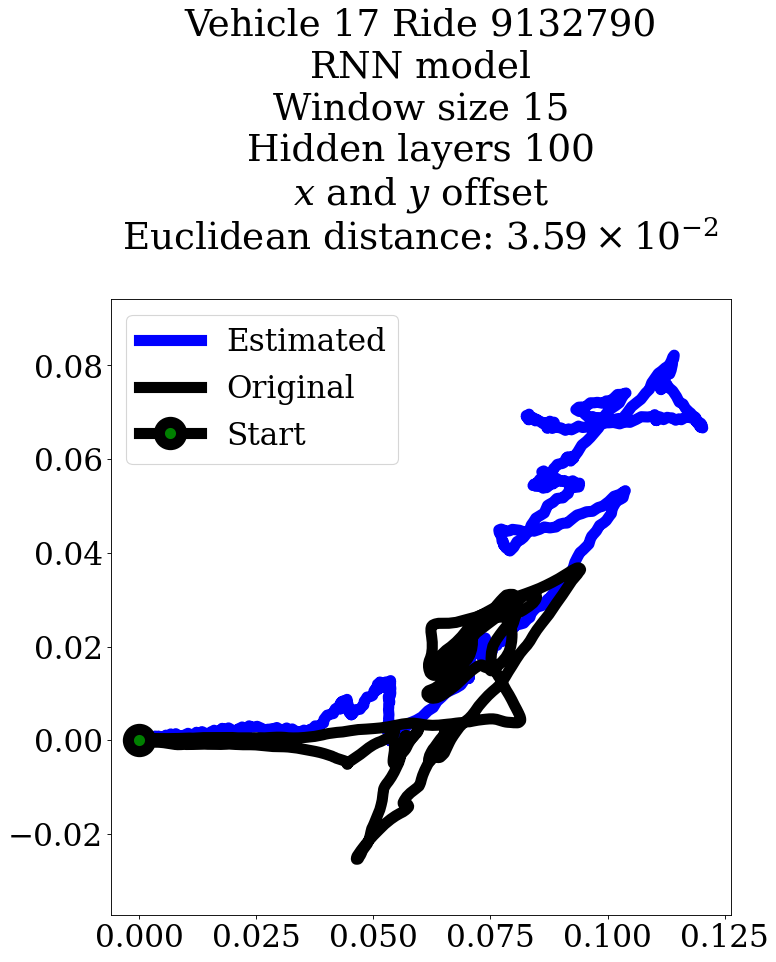 Vehicle 17 Ride 9132790
RNN model
Window size 15
Hidden layers 100
x and y offset
Euclidean distance: 3.59 × 10⁻²
Estimated
Original
Start
0.08
0.06
0.04
0.02
0.00
−0.02
0.000 0.025 0.050 0.075 0.100 0.125